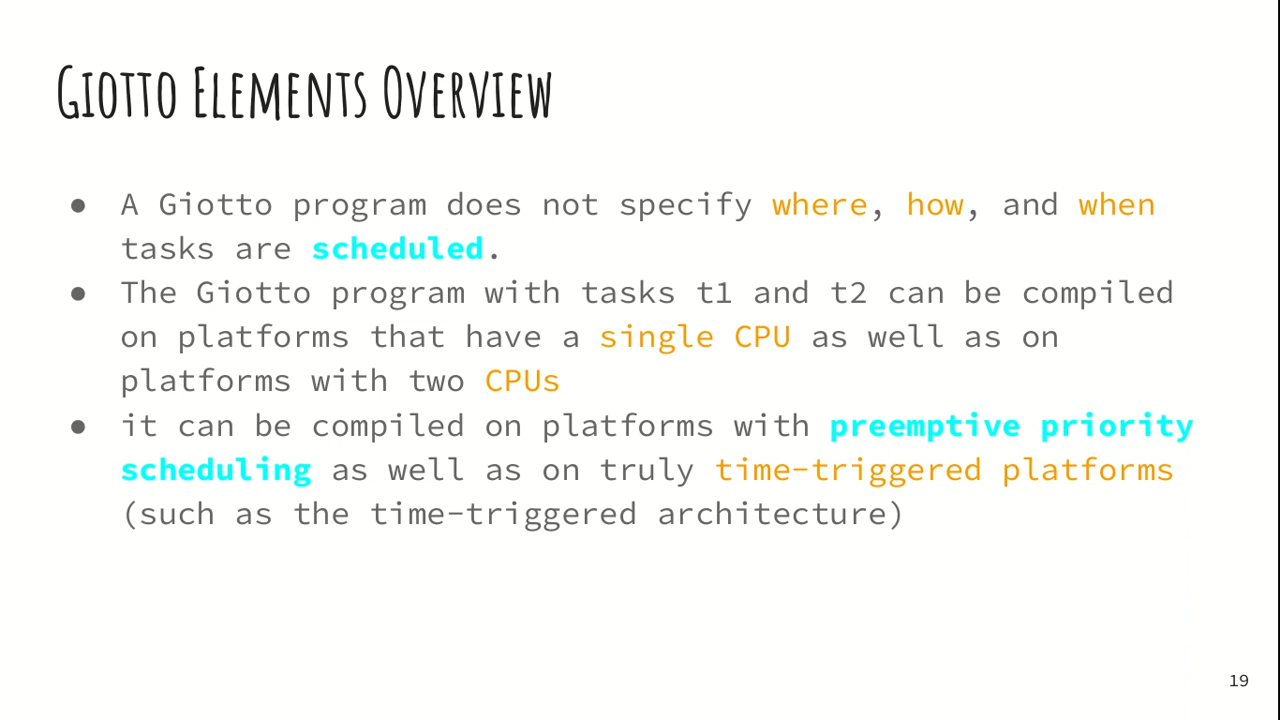 Giotto Elements Overview
● A Giotto program does not specify where, how, and when
tasks are scheduled.
● The Giotto program with tasks t1 and t2 can be compiled
on platforms that have a single CPU as well as on
platforms with two CPUs
● it can be compiled on platforms with preemptive priority
scheduling as well as on truly time-triggered platforms
(such as the time-triggered architecture)
19